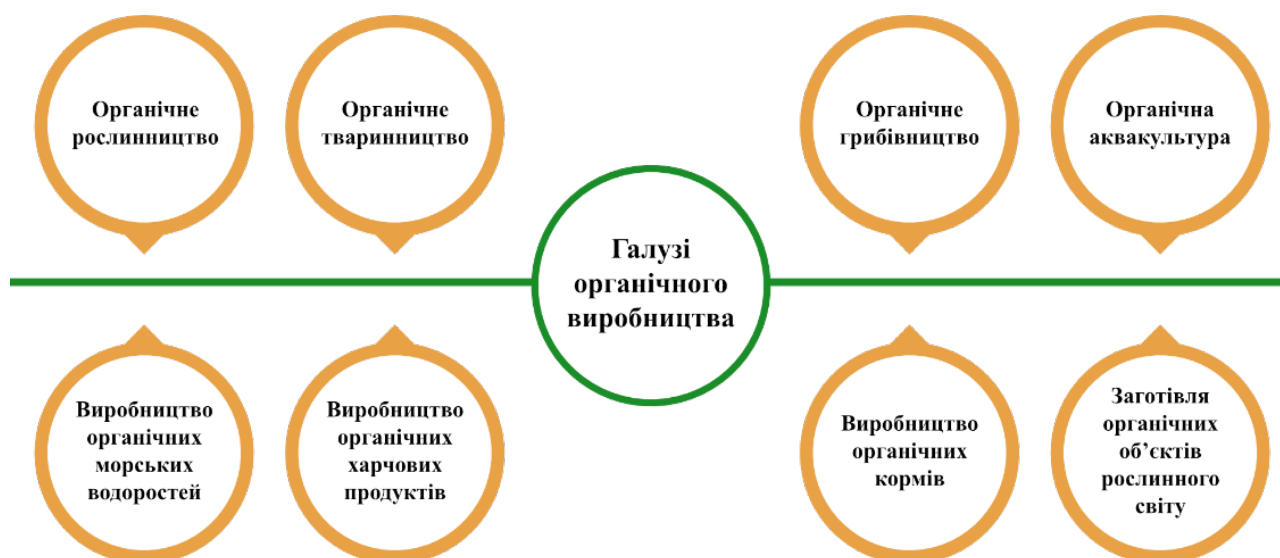 Органічне
рослинництво
Органічне
тваринництво
Органічне
грибівництво
Органічна
аквакультура
Галузі
органічного
виробництва
Виробництво
органічних
морських
водоростей
Виробництво
органічних
харчових
продуктів
Виробництво
органічних
кормів
Заготівля
органічних
об’єктів
рослинного
світу